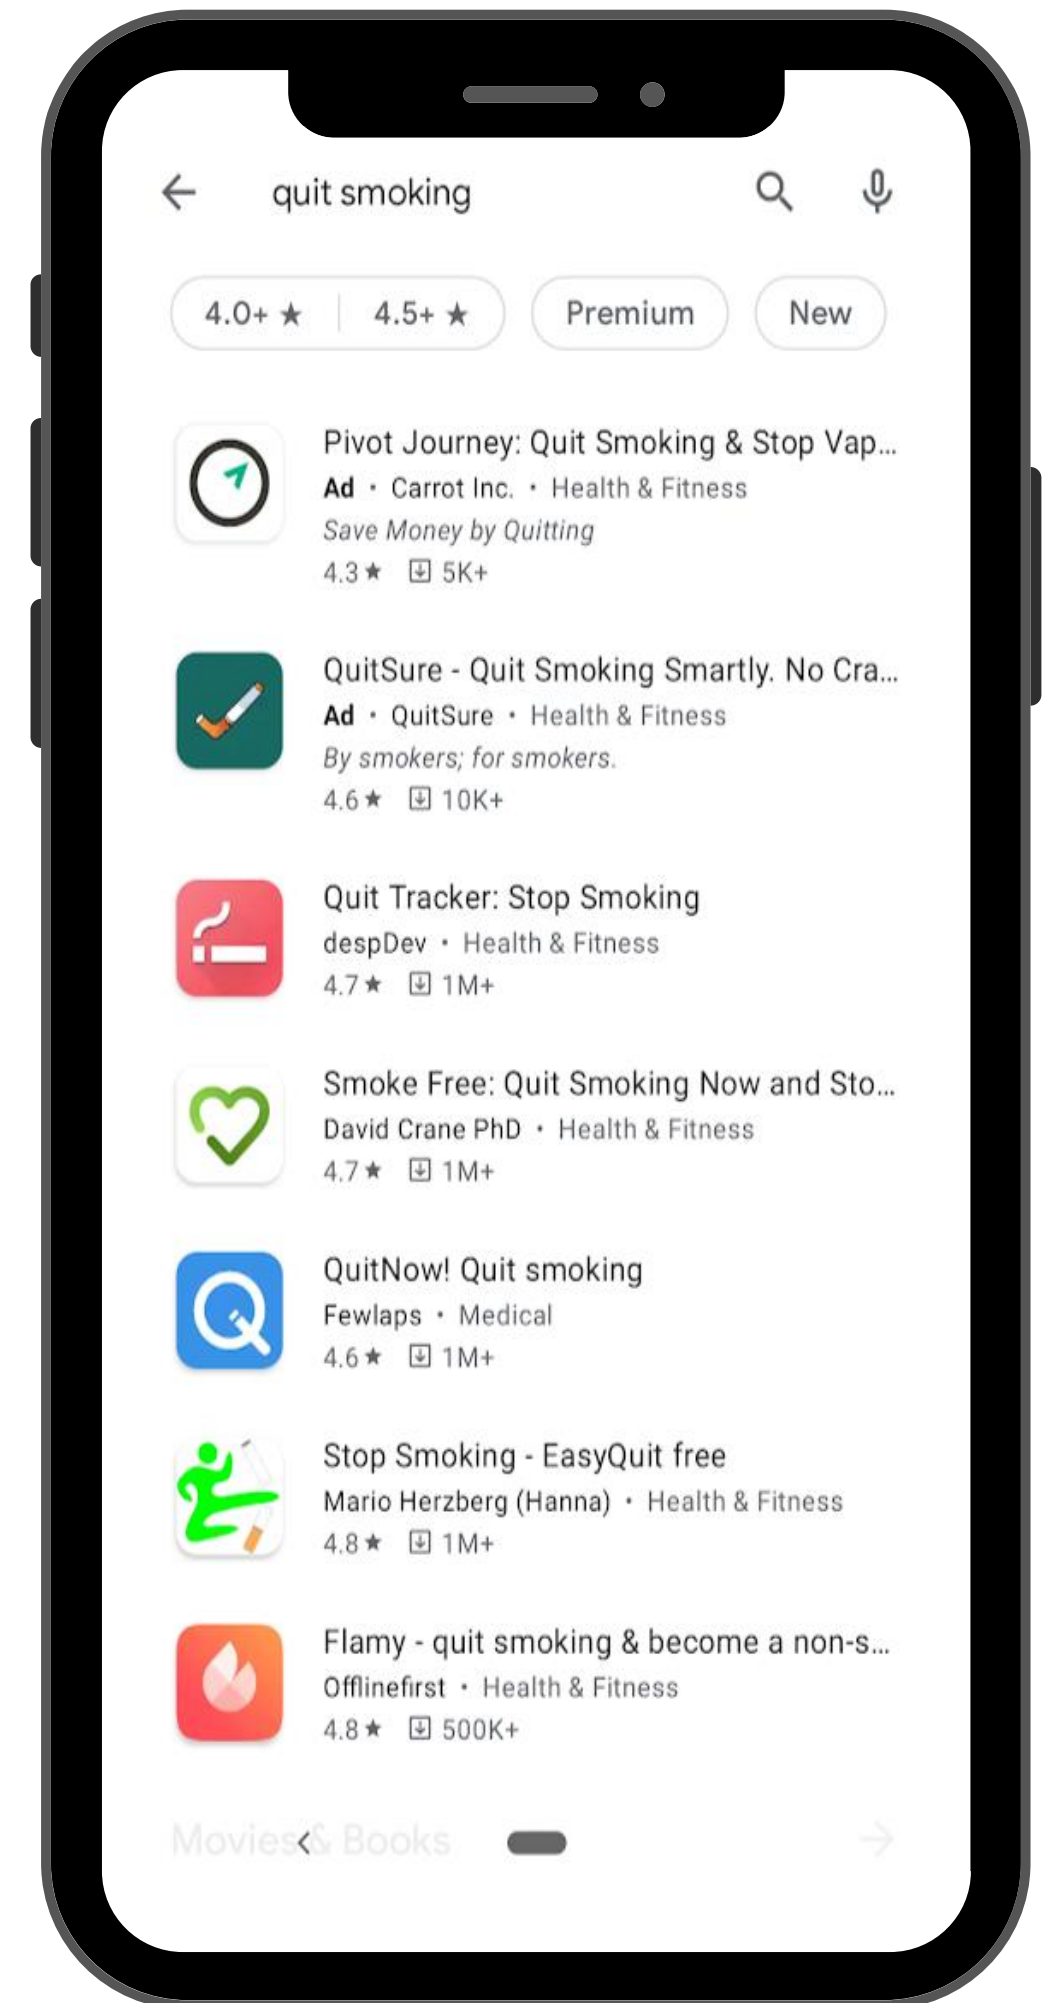 quit smoking
4.0+ ★ 4.5+ ★ Premium New
Pivot Journey: Quit Smoking & Stop Vap...
Ad • Carrot Inc. • Health & Fitness
Save Money by Quitting
4.3 ★ 5K+
QuitSure - Quit Smoking Smartly. No Cra...
Ad • QuitSure • Health & Fitness
By smokers; for smokers.
4.6 ★ 10K+
Quit Tracker: Stop Smoking
despDev • Health & Fitness
4.7 ★ 1M+
Smoke Free: Quit Smoking Now and Sto...
David Crane PhD • Health & Fitness
4.7 ★ 1M+
QuitNow! Quit smoking
Fewlaps • Medical
4.6 ★ 1M+
Stop Smoking - EasyQuit free
Mario Herzberg (Hanna) • Health & Fitness
4.8 ★ 1M+
Flamy - quit smoking & become a non-s...
Offlinefirst • Health & Fitness
4.8 ★ 500K+
Movies & Books